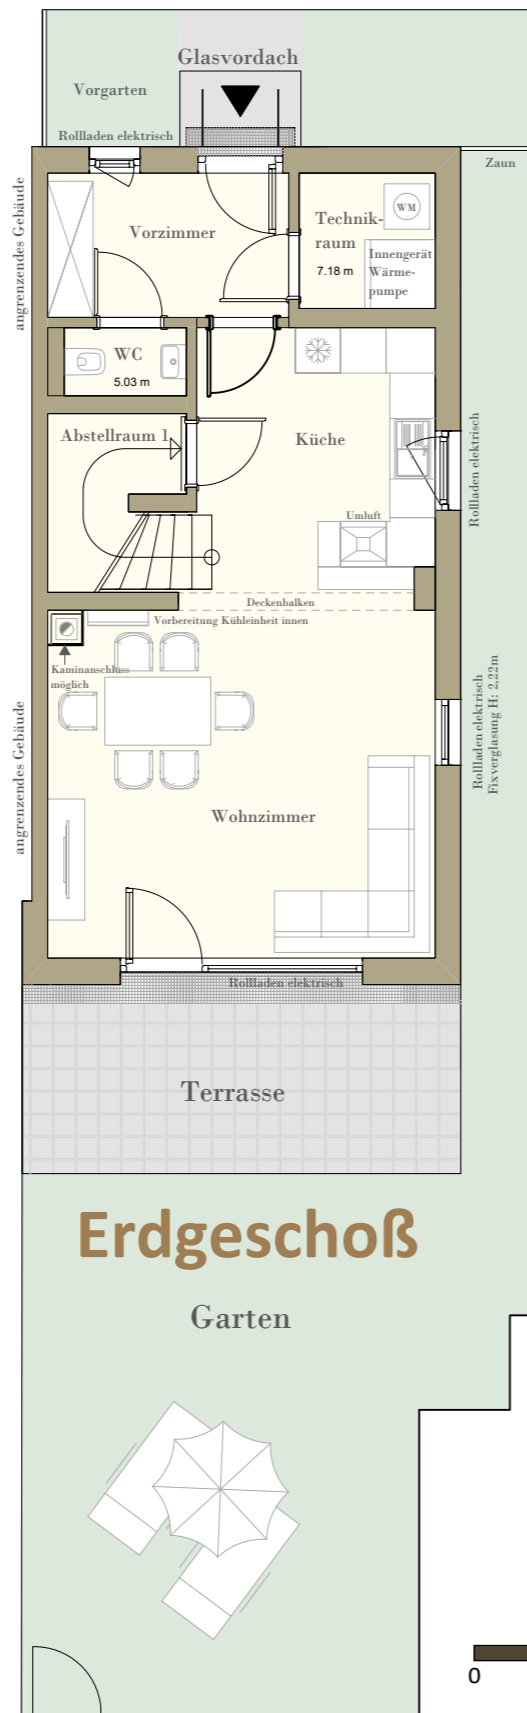 Glasvordach
Vorgarten
Rollladen elektrisch
Zaun
angrenzendes Gebäude
Vorzimmer
Technik-
raum
7.18 m
WM
Innengerät
Wärme-
pumpe
WC
5.03 m
Abstellraum 1
Küche
Rollladen elektrisch
Umluft
Deckenbalken
Vorbereitung Kühleinheit innen
Kaminanschluss
möglich
Rollladen elektrisch
Fixverglasung H: 2,22m
angrenzendes Gebäude
Wohnzimmer
Rollladen elektrisch
Terrasse
Erdgeschoß
Garten
0